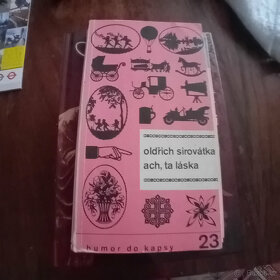 oldřich sirovátka
ach, ta láska
humor do kapsy 23